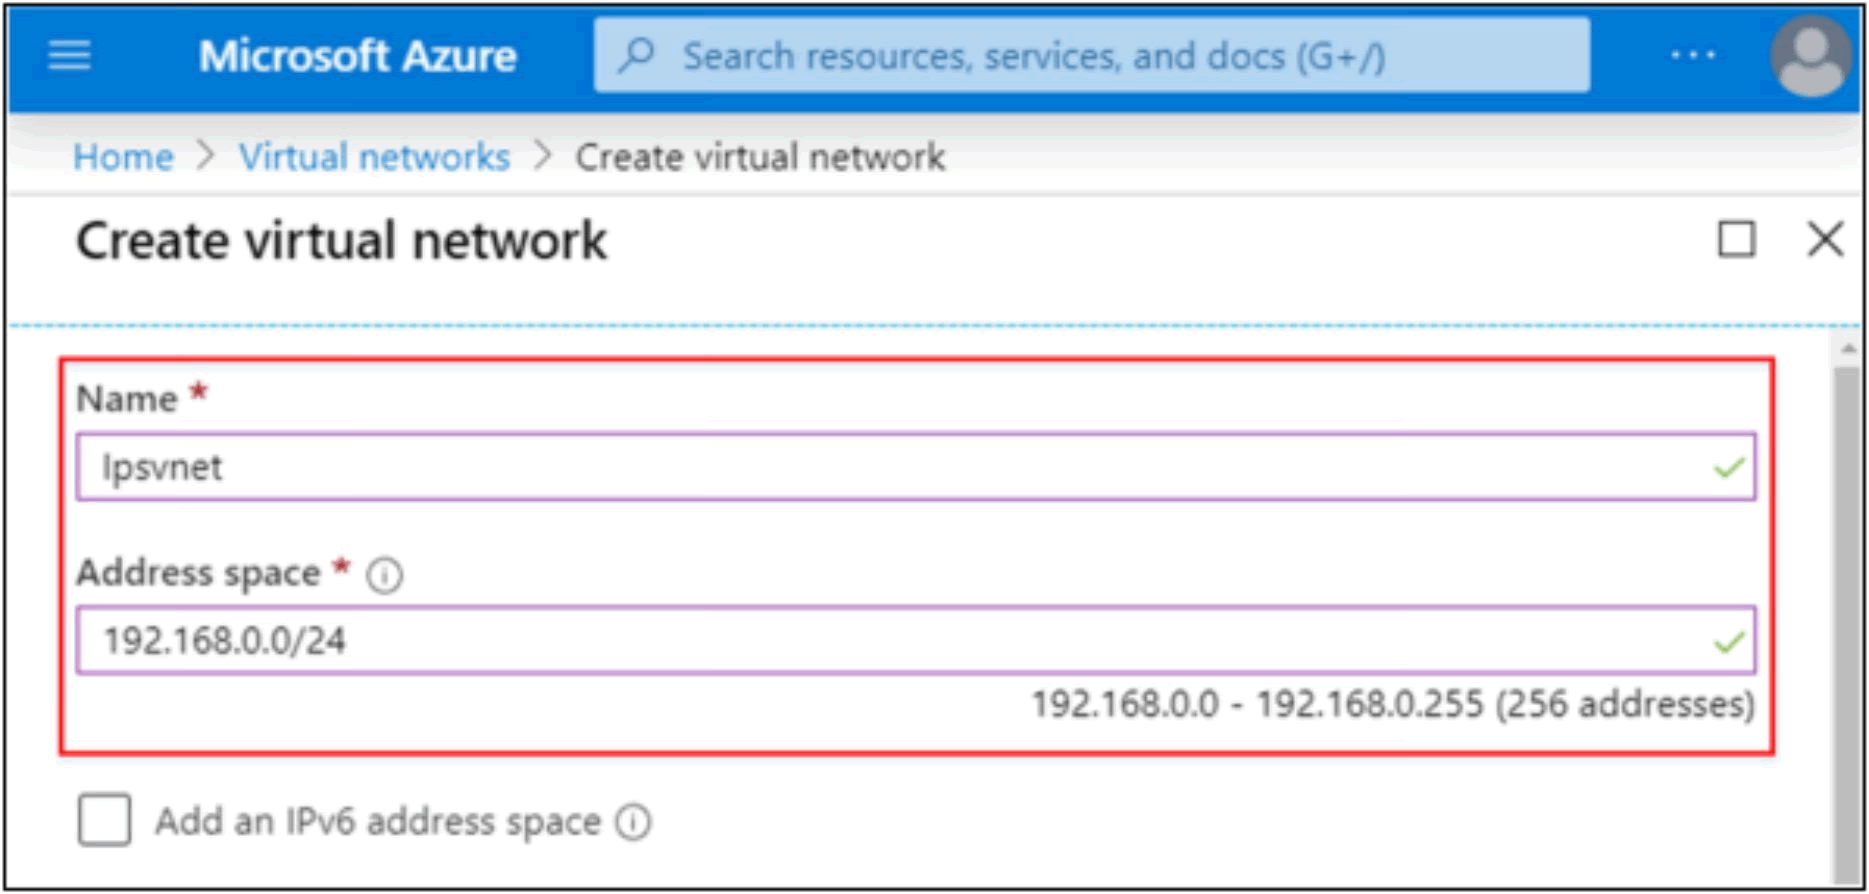 Microsoft Azure
Search resources, services, and docs (G+/)
...
Home > Virtual networks > Create virtual network
Create virtual network
Name *
lpsvnet
Address space *
192.168.0.0/24
192.168.0.0 - 192.168.0.255 (256 addresses)
Add an IPv6 address space